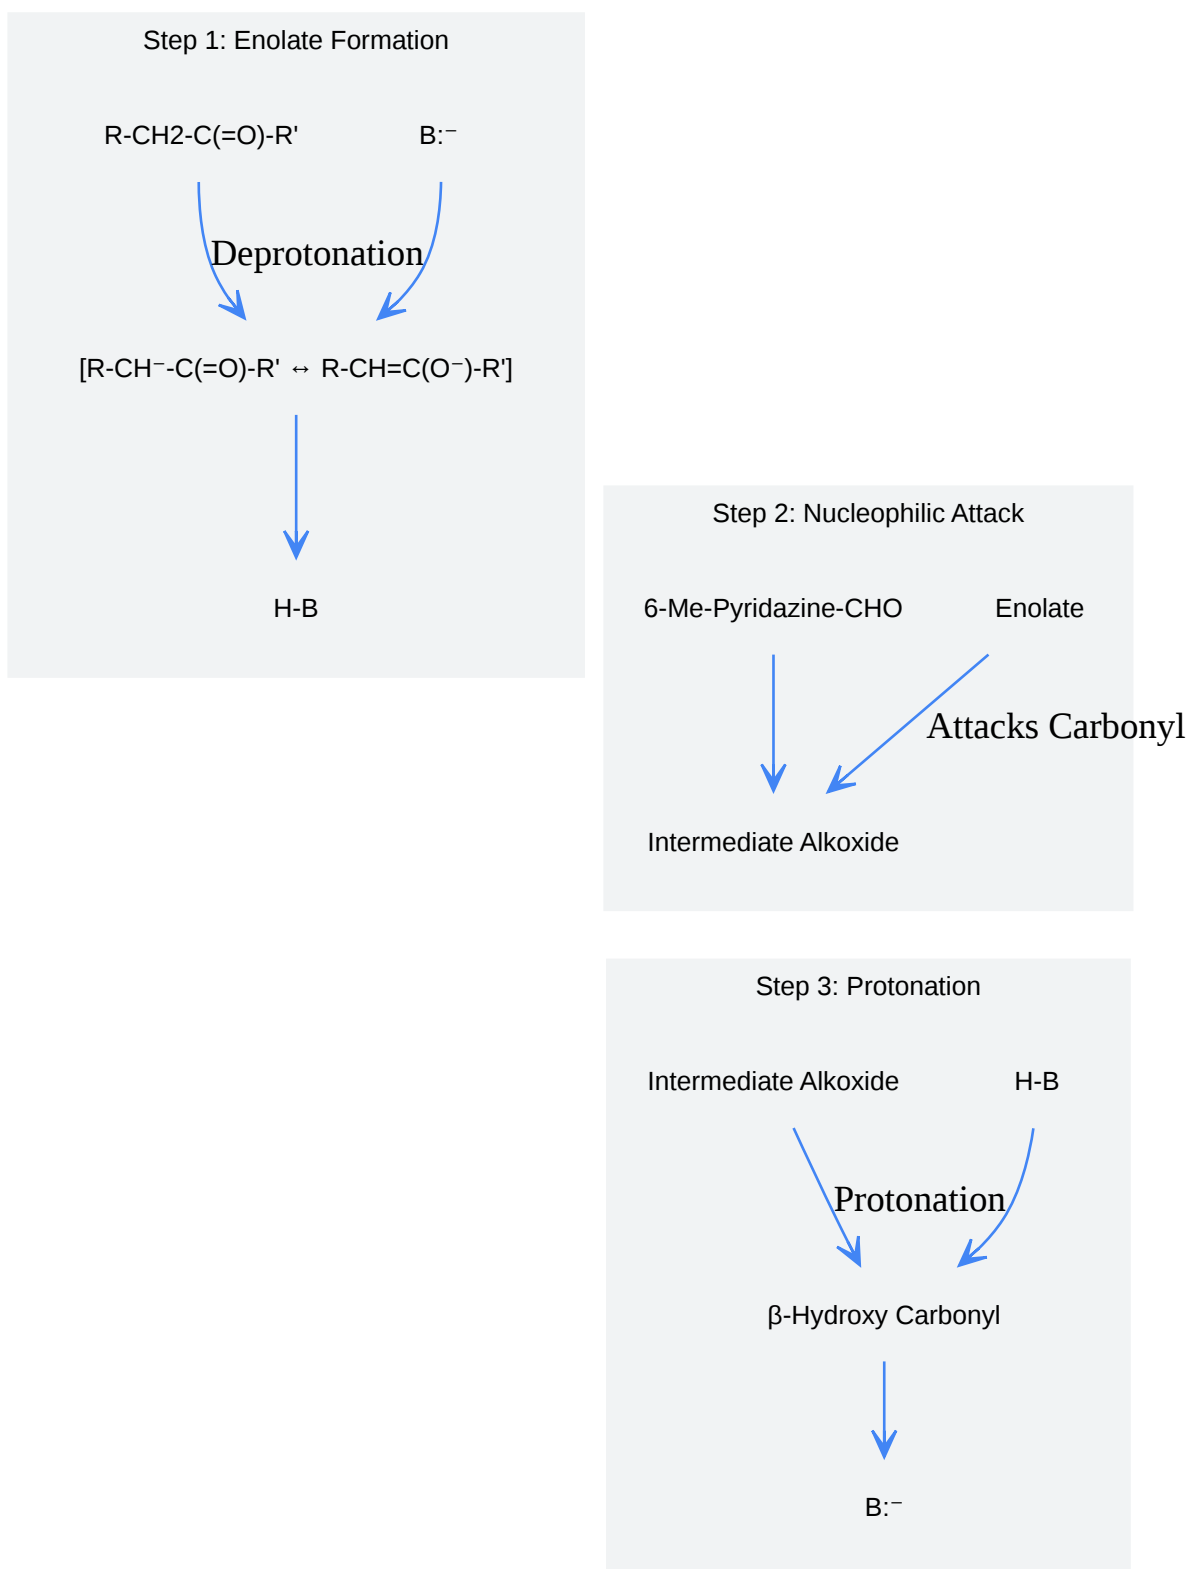 Step 1: Enolate Formation
R-CH2-C(=O)-R' B:⁻
Deprotonation
[R-CH⁻-C(=O)-R' ↔ R-CH=C(O⁻)-R']
H-B
Step 2: Nucleophilic Attack
6-Me-Pyridazine-CHO Enolate
Attacks Carbonyl
Intermediate Alkoxide
Step 3: Protonation
Intermediate Alkoxide H-B
Protonation
β-Hydroxy Carbonyl
B:⁻